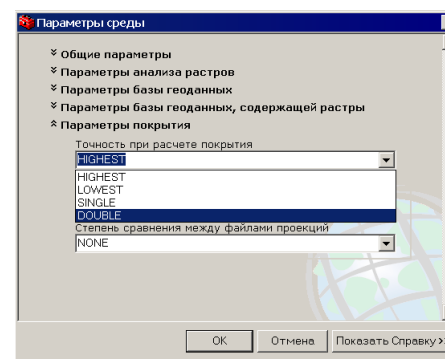 Параметры среды
Общие параметры
Параметры анализа растров
Параметры базы геоданных
Параметры базы геоданных, содержащей растры
Параметры покрытия
Точность при расчете покрытия
HIGHEST
HIGHEST
LOWEST
SINGLE
DOUBLE
Степень сравнения между файлами проекций
NONE
OK
Отмена
Показать Справку >